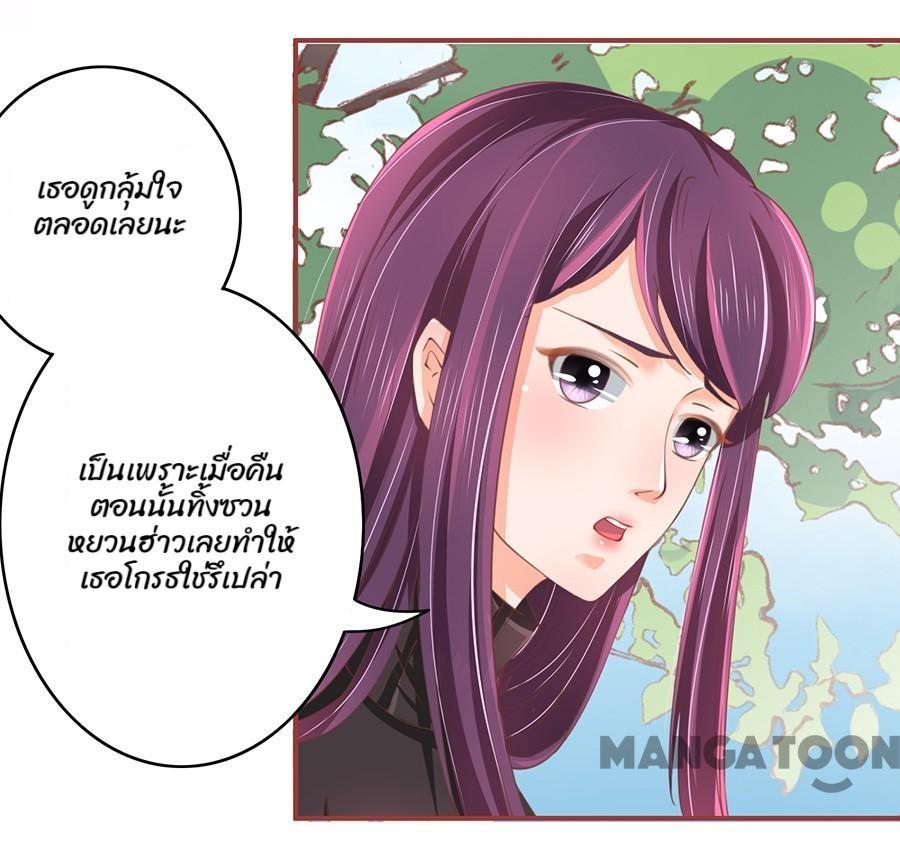 เธอดูกลุ้มใจ
ตลอดเลยนะ
เป็นเพราะเมื่อคืน
ตอนนั้นทิ้งซวน
หยวนฮ่าวเลยทำให้
เธอโกรธใช่รึเปล่า
MANGATOON